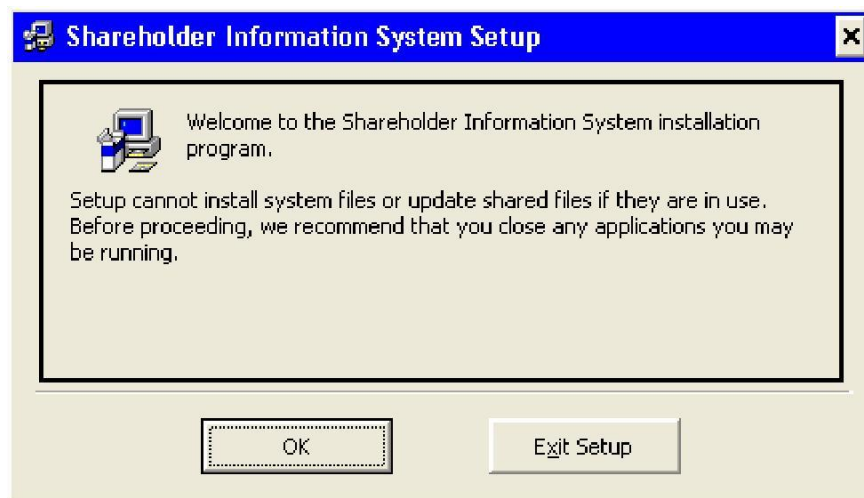 Shareholder Information System Setup
Welcome to the Shareholder Information System installation
program.
Setup cannot install system files or update shared files if they are in use.
Before proceeding, we recommend that you close any applications you may
be running.
OK
Exit Setup